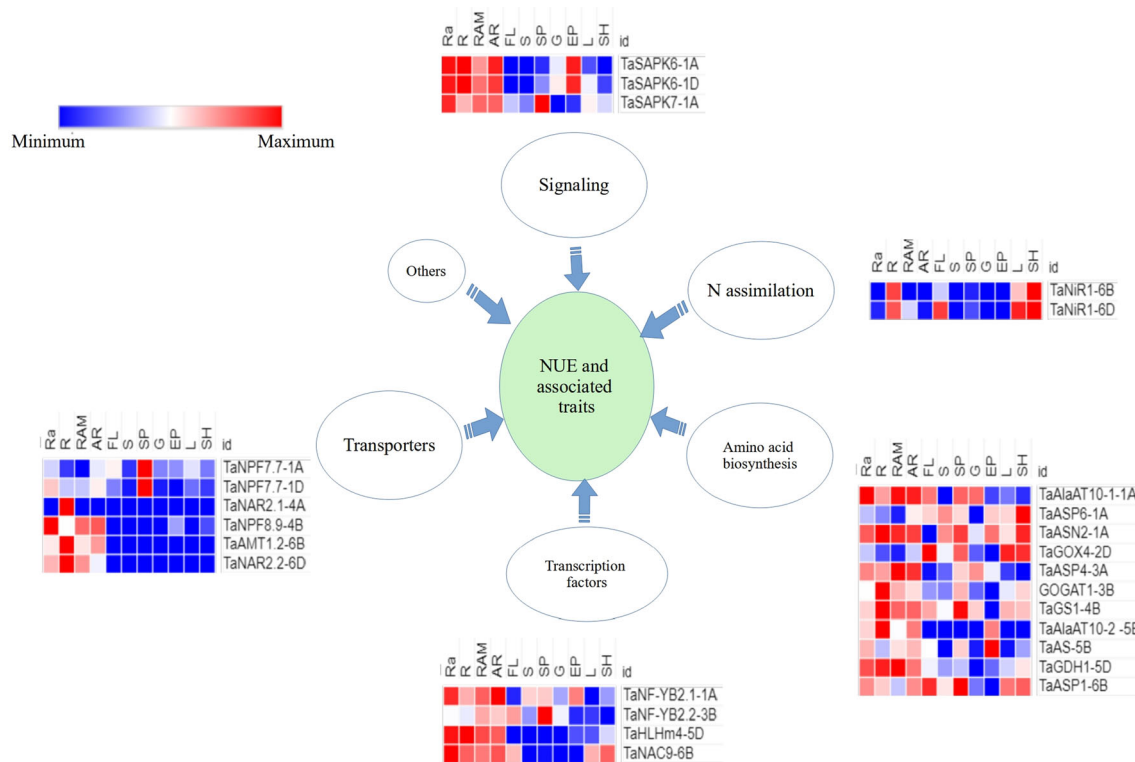 Ra R RAM AR FL S SP G EP L SH id
TaSAPK6-1A
TaSAPK6-1D
TaSAPK7-1A
Minimum Maximum
Signaling
Others
N assimilation
Ra R RAM AR FL S SP G EP L SH id
TaNiR1-6B
TaNiR1-6D
NUE and
associated
traits
Transporters
Amino acid
biosynthesis
Transcription
factors
Ra R RAM AR FL S SP G EP L SH id
TaNPF7.7-1A
TaNPF7.7-1D
TaNAR2.1-4A
TaNPF8.9-4B
TaAMT1.2-6B
TaNAR2.2-6D
Ra R RAM AR FL S SP G EP L SH id
TaAlaAT10-1-1A
TaASP6-1A
TaASN2-1A
TaGOX4-2D
TaASP4-3A
GOGAT1-3B
TaGS1-4B
TaAlaAT10-2 -5B
TaAS-5B
TaGDH1-5D
TaASP1-6B
Ra R RAM AR FL S SP G EP L SH id
TaNF-YB2.1-1A
TaNF-YB2.2-3B
TaHLHm4-5D
TaNAC9-6B